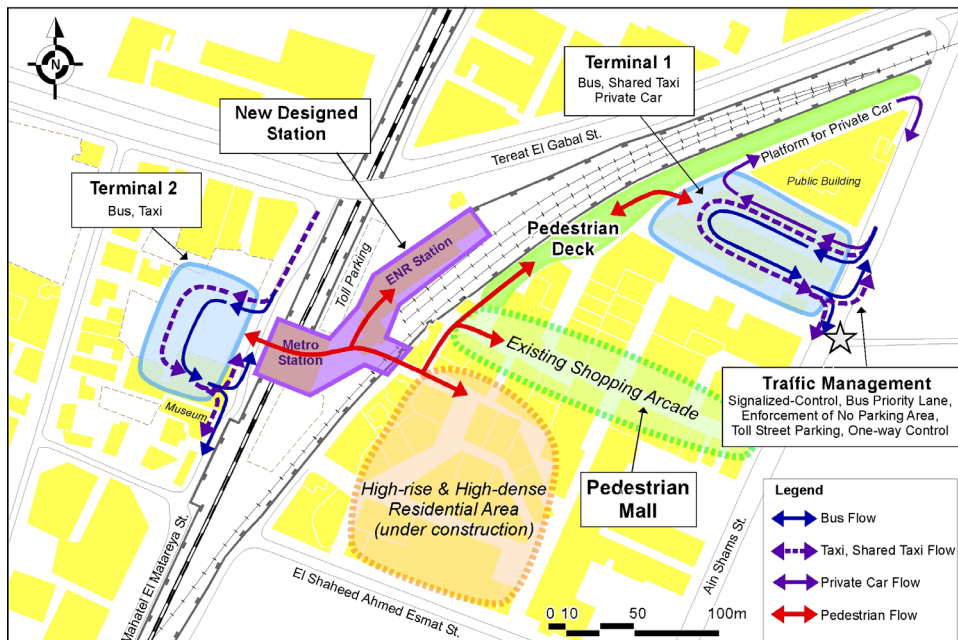 Terminal 1
Bus, Shared Taxi
Private Car
New Designed
Station
Tereat El Gabal St.
Platform for Private Car
Public Building
Terminal 2
Bus, Taxi
Pedestrian
Deck
Toll Parking
ENR Station
Metro
Station
Existing Shopping Arcade
Traffic Management
Signalized-Control, Bus Priority Lane,
Enforcement of No Parking Area,
Toll Street Parking, One-way Control
Museum
High-rise & High-dense
Residential Area
(under construction)
Pedestrian
Mall
Mahatel El Matareya St.
El Shaheed Ahmed Esmat St.
Ain Shams St.
Legend
Bus Flow
Taxi, Shared Taxi Flow
Private Car Flow
Pedestrian Flow
0 10 50 100m